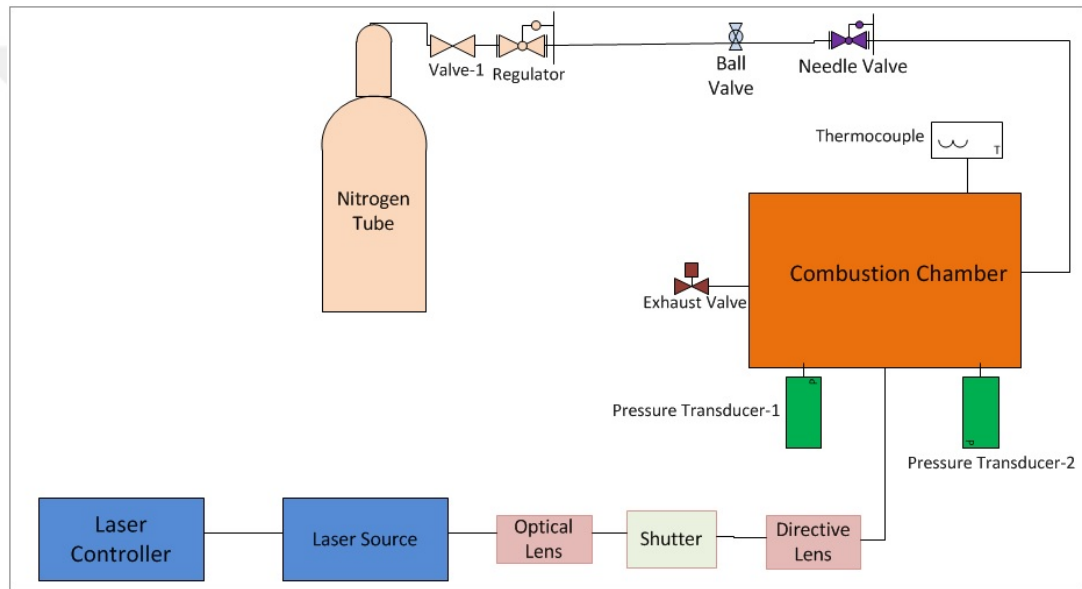 Valve-1
Regulator
Ball
Valve
Needle Valve
Thermocouple
T
Nitrogen
Tube
Combustion Chamber
Exhaust Valve
P
P
Pressure Transducer-1
Pressure Transducer-2
Laser
Controller
Laser Source
Optical
Lens
Shutter
Directive
Lens